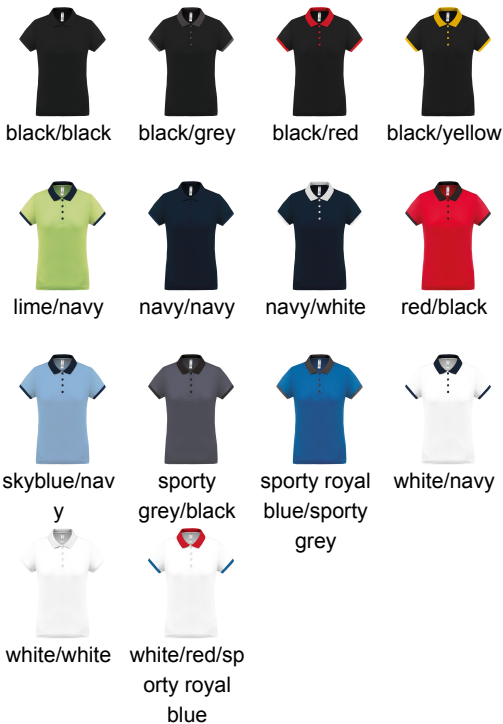 black/black
black/grey
black/red
black/yellow
lime/navy
navy/navy
navy/white
red/black
skyblue/nav
y
sporty
grey/black
sporty royal
blue/sporty
grey
white/navy
white/white
white/red/sp
orty royal
blue